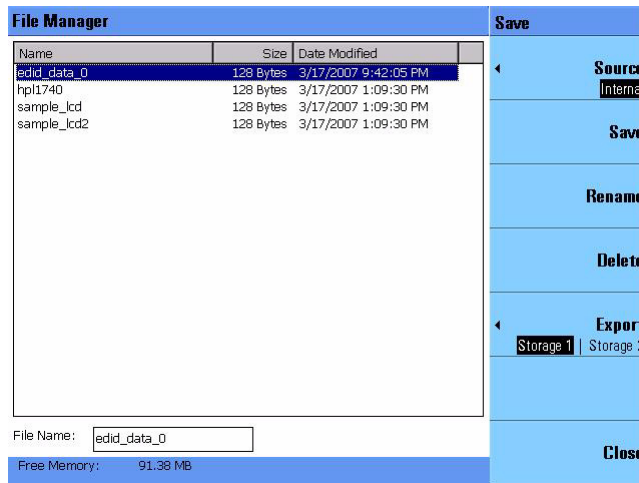 File Manager
Save
Name Size Date Modified
edid_data_0 128 Bytes 3/17/2007 9:42:05 PM
hpl1740 128 Bytes 3/17/2007 1:09:30 PM
sample_lcd 128 Bytes 3/17/2007 1:09:30 PM
sample_lcd2 128 Bytes 3/17/2007 1:09:30 PM
File Name: edid_data_0
Free Memory: 91.38 MB
Source
Internal
Save
Rename
Delete
Export
Storage 1 | Storage
Close